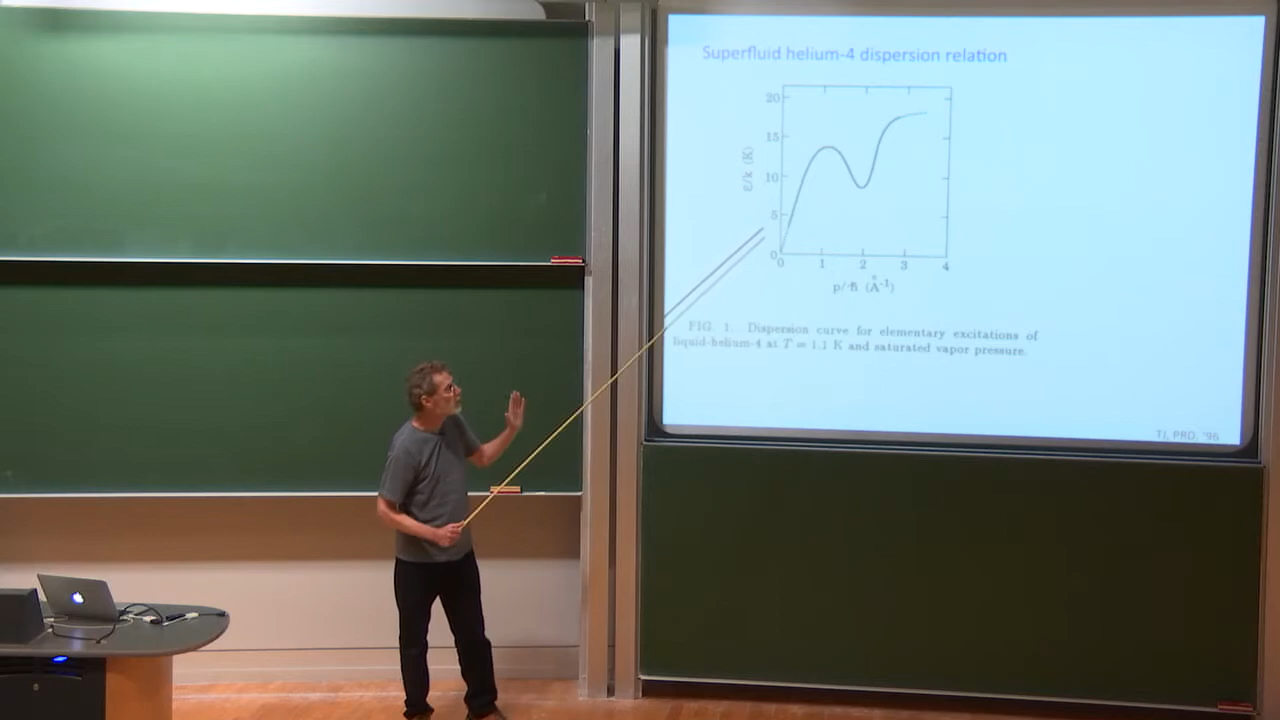 Superfluid helium-4 dispersion relation
20
15
10
5
0
ε/k (K)
0 1 2 3 4
p/ħ (Å⁻¹)
FIG. 1. Dispersion curve for elementary excitations of
liquid-helium-4 at T = 1.1 K and saturated vapor pressure.
TJ, PRD, '96